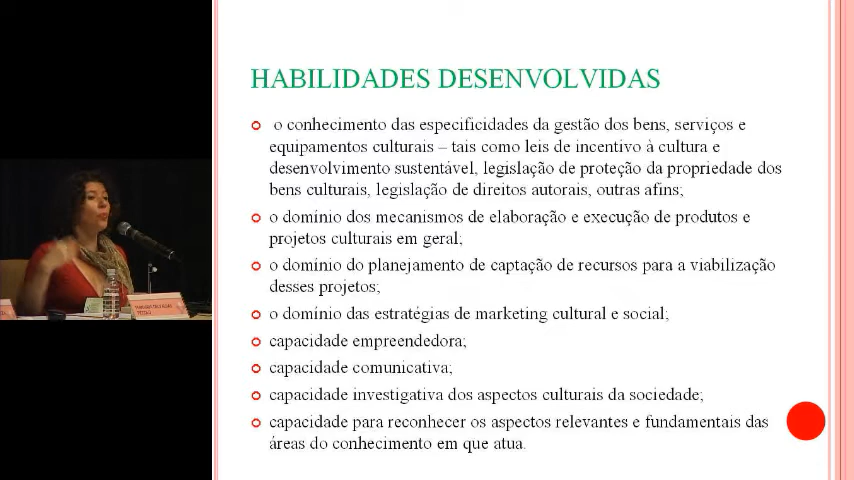 HABILIDADES DESENVOLVIDAS
o conhecimento das especificidades da gestão dos bens, serviços e
equipamentos culturais – tais como leis de incentivo à cultura e
desenvolvimento sustentável, legislação de proteção da propriedade dos
bens culturais, legislação de direitos autorais, outras afins;
o domínio dos mecanismos de elaboração e execução de produtos e
projetos culturais em geral;
o domínio do planejamento de captação de recursos para a viabilização
desses projetos;
o domínio das estratégias de marketing cultural e social;
capacidade empreendedora;
capacidade comunicativa;
capacidade investigativa dos aspectos culturais da sociedade;
capacidade para reconhecer os aspectos relevantes e fundamentais das
áreas do conhecimento em que atua.